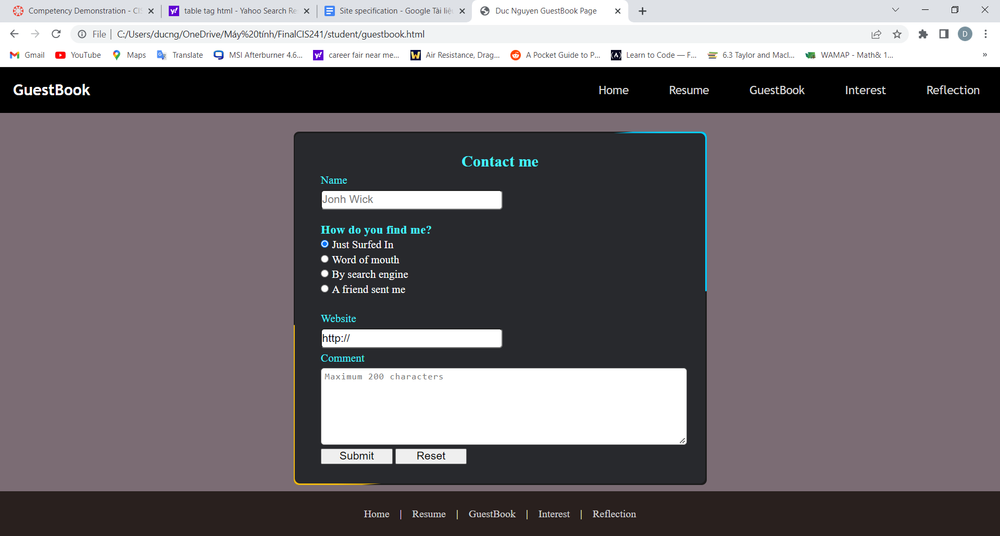 Competency Demonstration - CIS
table tag html - Yahoo Search Re
Site specification - Google Tài liệu
Duc Nguyen GuestBook Page
File | C:/Users/ducng/OneDrive/Máy%20tính/FinalCIS241/student/guestbook.html
D
Gmail YouTube Maps Translate MSI Afterburner 4.6... career fair near me... Air Resistance, Drag... A Pocket Guide to P... Learn to Code — F... 6.3 Taylor and Macl... WAMAP - Math& 1... »
GuestBook
Home Resume GuestBook Interest Reflection
Contact me
Name
Jonh Wick
How do you find me?
Just Surfed In
Word of mouth
By search engine
A friend sent me
Website
http://
Comment
Maximum 200 characters
Submit Reset
Home | Resume | GuestBook | Interest | Reflection